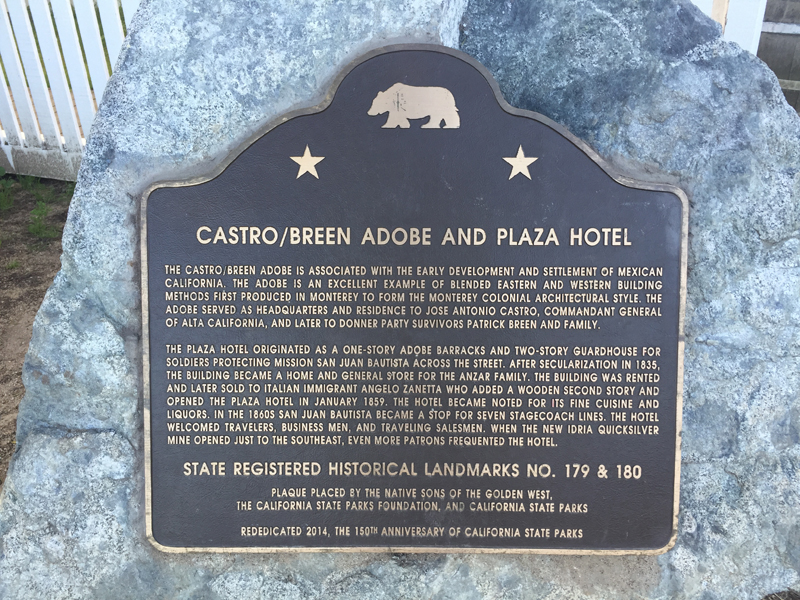 CASTRO/BREEN ADOBE AND PLAZA HOTEL
THE CASTRO/BREEN ADOBE IS ASSOCIATED WITH THE EARLY DEVELOPMENT AND SETTLEMENT OF MEXICAN
CALIFORNIA. THE ADOBE IS AN EXCELLENT EXAMPLE OF BLENDED EASTERN AND WESTERN BUILDING
METHODS FIRST PRODUCED IN MONTEREY TO FORM THE MONTEREY COLONIAL ARCHITECTURAL STYLE. THE
ADOBE SERVED AS HEADQUARTERS AND RESIDENCE TO JOSE ANTONIO CASTRO, COMMANDANT GENERAL
OF ALTA CALIFORNIA, AND LATER TO DONNER PARTY SURVIVORS PATRICK BREEN AND FAMILY.
THE PLAZA HOTEL ORIGINATED AS A ONE-STORY ADOBE BARRACKS AND TWO-STORY GUARDHOUSE FOR
SOLDIERS PROTECTING MISSION SAN JUAN BAUTISTA ACROSS THE STREET. AFTER SECULARIZATION IN 1835,
THE BUILDING BECAME A HOME AND GENERAL STORE FOR THE ANZAR FAMILY. THE BUILDING WAS RENTED
AND LATER SOLD TO ITALIAN IMMIGRANT ANGELO ZANETTA WHO ADDED A WOODEN SECOND STORY AND
OPENED THE PLAZA HOTEL IN JANUARY 1859. THE HOTEL BECAME NOTED FOR ITS FINE CUISINE AND
LIQUORS. IN THE 1860S SAN JUAN BAUTISTA BECAME A STOP FOR SEVEN STAGECOACH LINES. THE HOTEL
WELCOMED TRAVELERS, BUSINESS MEN, AND TRAVELING SALESMEN. WHEN THE NEW IDRIA QUICKSILVER
MINE OPENED JUST TO THE SOUTHEAST, EVEN MORE PATRONS FREQUENTED THE HOTEL.
STATE REGISTERED HISTORICAL LANDMARKS NO. 179 & 180
PLAQUE PLACED BY THE NATIVE SONS OF THE GOLDEN WEST,
THE CALIFORNIA STATE PARKS FOUNDATION, AND CALIFORNIA STATE PARKS
REDEDICATED 2014, THE 150TH ANNIVERSARY OF CALIFORNIA STATE PARKS